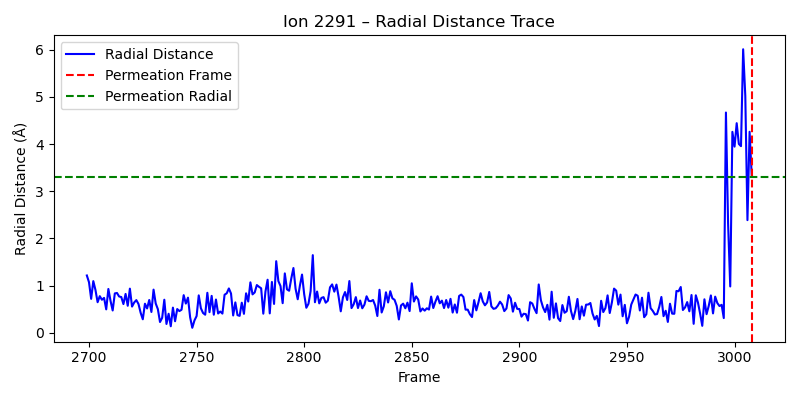 Ion 2291 – Radial Distance Trace
Radial Distance
Permeation Frame
Permeation Radial
Radial Distance (Å)
6
5
4
3
2
1
0
2700 2750 2800 2850 2900 2950 3000
Frame